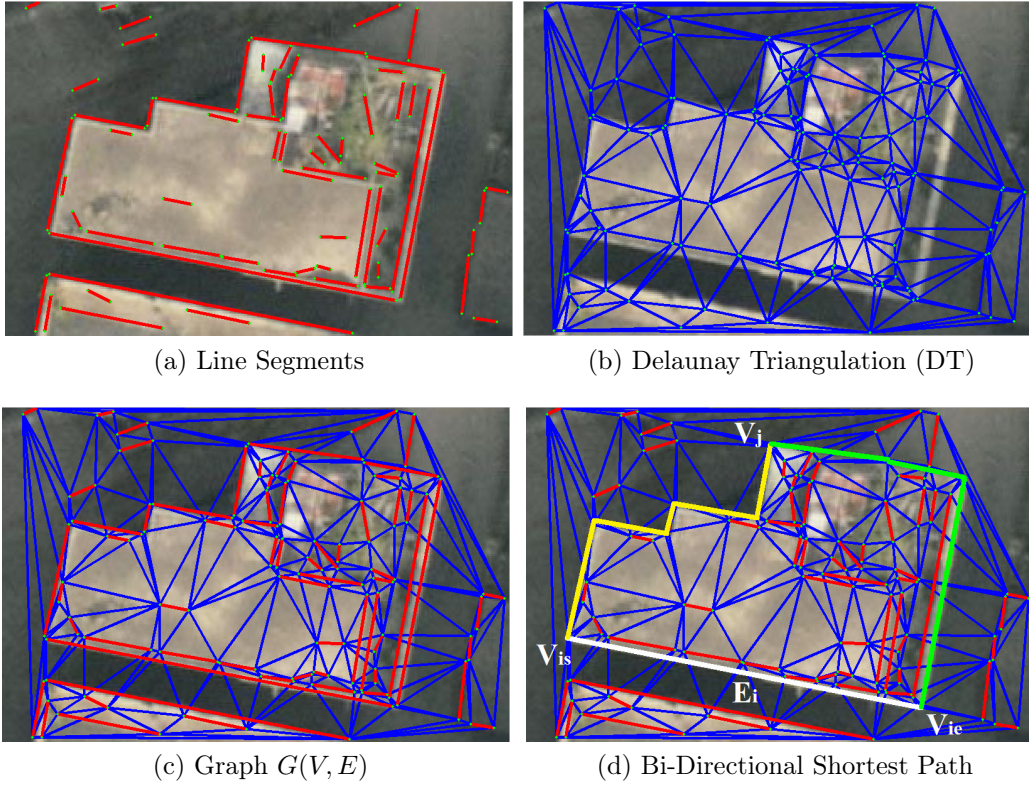 (a) Line Segments
(b) Delaunay Triangulation (DT)
V_j
V_is
E_i
V_ie
(c) Graph G(V, E)
(d) Bi-Directional Shortest Path